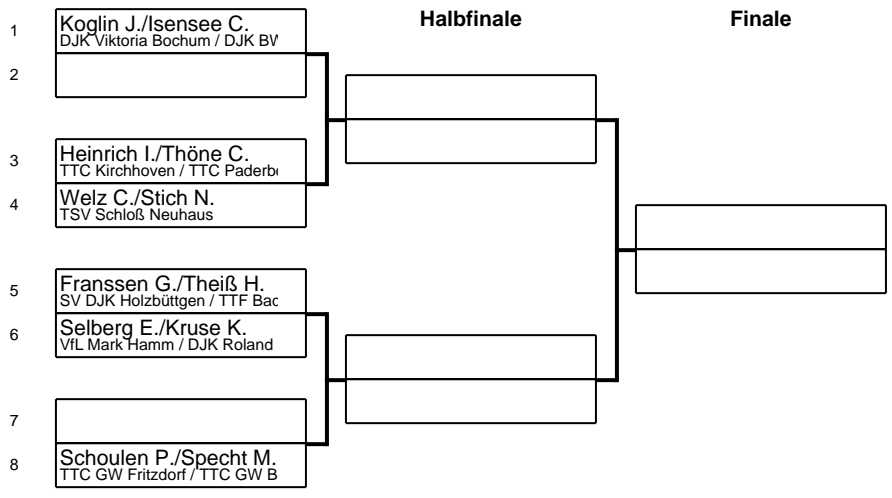 Halbfinale
Finale
1
Koglin J./Isensee C.
DJK Viktoria Bochum / DJK BW
2
3
Heinrich I./Thöne C.
TTC Kirchhoven / TTC Paderbo
4
Welz C./Stich N.
TSV Schloß Neuhaus
5
Franssen G./Theiß H.
SV DJK Holzbüttgen / TTF Bad
6
Selberg E./Kruse K.
VfL Mark Hamm / DJK Roland
7
8
Schoulen P./Specht M.
TTC GW Fritzdorf / TTC GW B